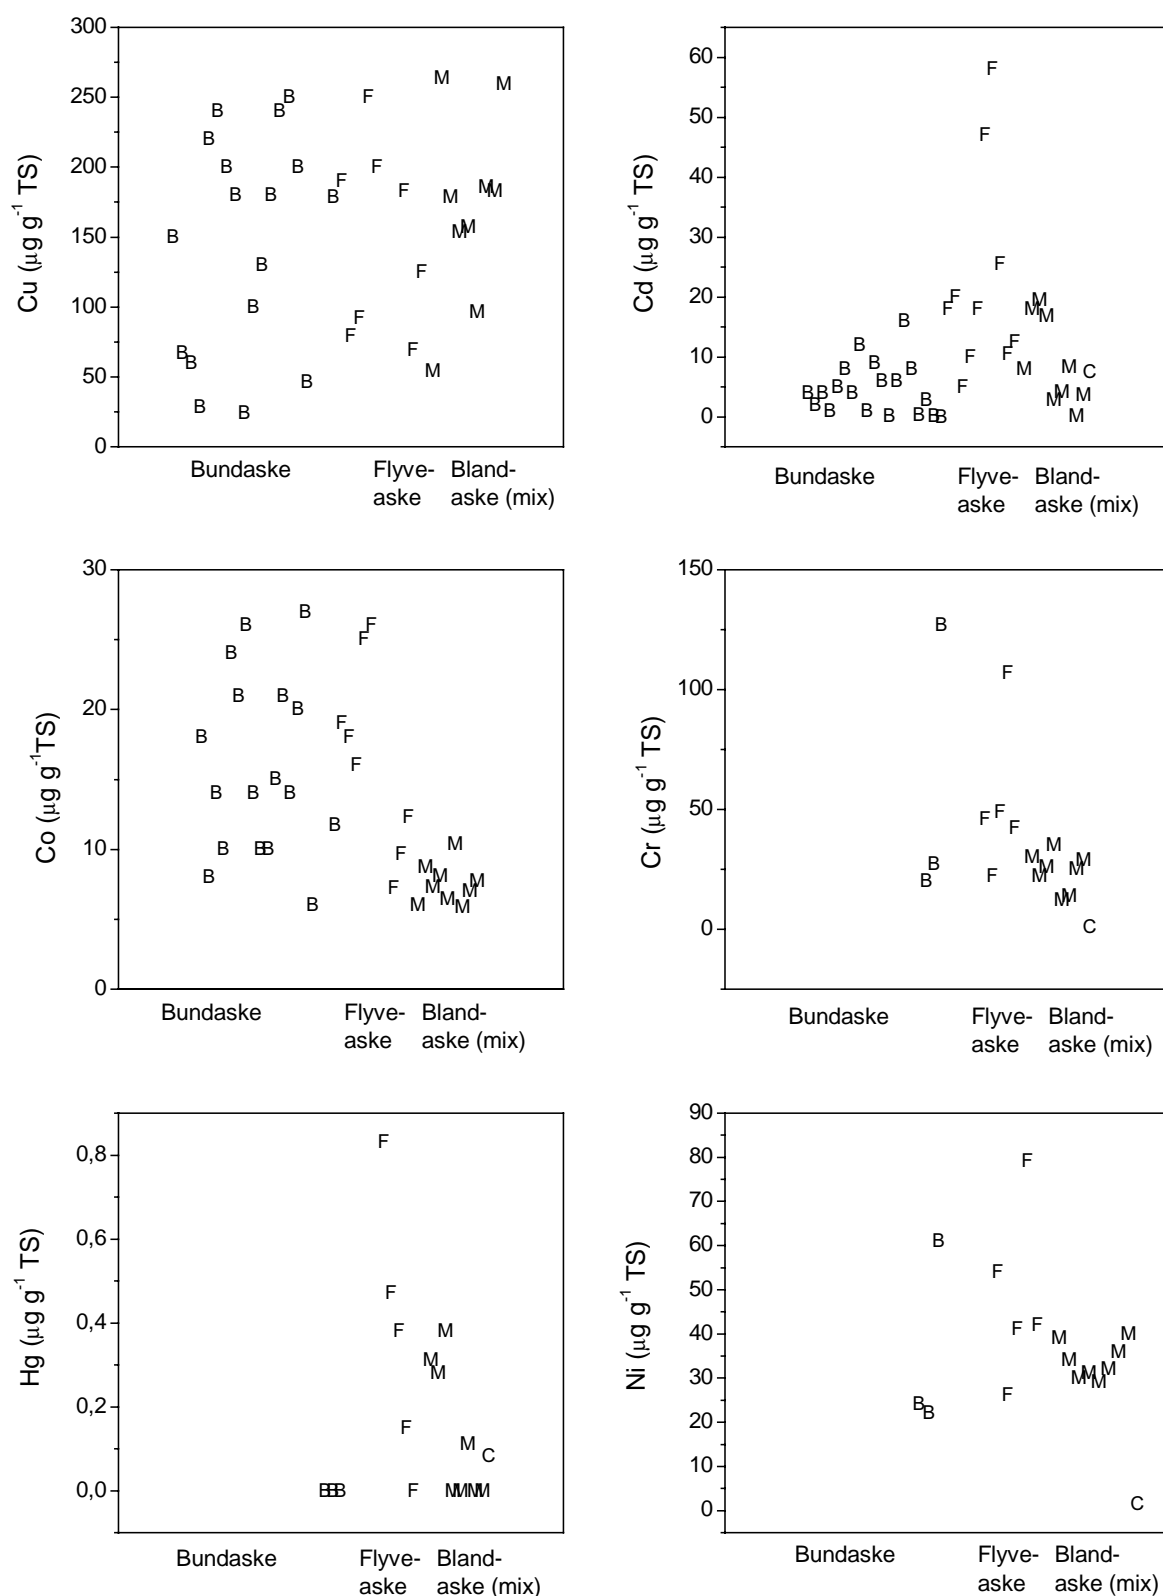 300
250
200
150
100
50
0
Cu (μg g⁻¹ TS)
B B B B B B B B B B B B B B B B B F F F F F F F F M M M M M M M M M
Bundaske
Flyve-
aske
Bland-
aske (mix)
60
50
40
30
20
10
0
Cd (μg g⁻¹ TS)
B B B B B B B B B B B B B B B B B B B F F F F F F F F F F M M M M M M M M M C
Bundaske
Flyve-
aske
Bland-
aske (mix)
30
20
10
0
Co (μg g⁻¹TS)
B B B B B B B B B B B B B B B B B F F F F F F F F M M M M M M M M M
Bundaske
Flyve-
aske
Bland-
aske (mix)
150
100
50
0
Cr (μg g⁻¹ TS)
B B B F F F F F M M M M M M M M C
Bundaske
Flyve-
aske
Bland-
aske (mix)
0,8
0,6
0,4
0,2
0,0
Hg (μg g⁻¹ TS)
B B B F F F F F M M M M M M M M C
Bundaske
Flyve-
aske
Bland-
aske (mix)
90
80
70
60
50
40
30
20
10
0
Ni (μg g⁻¹ TS)
B B B F F F F F M M M M M M M M C
Bundaske
Flyve-
aske
Bland-
aske (mix)